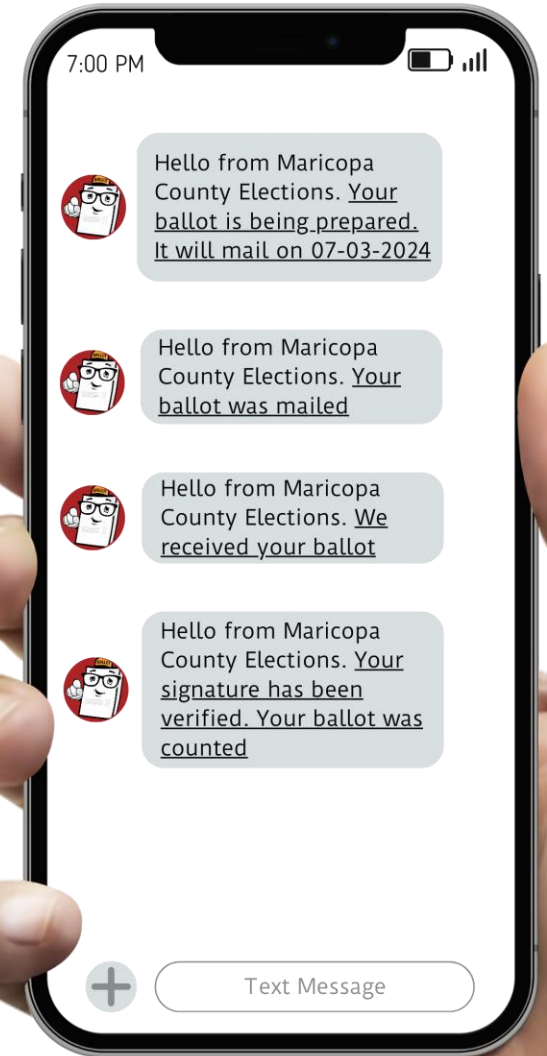 7:00 PM
Hello from Maricopa
County Elections. Your
ballot is being prepared.
It will mail on 07-03-2024
Hello from Maricopa
County Elections. Your
ballot was mailed
Hello from Maricopa
County Elections. We
received your ballot
Hello from Maricopa
County Elections. Your
signature has been
verified. Your ballot was
counted
Text Message